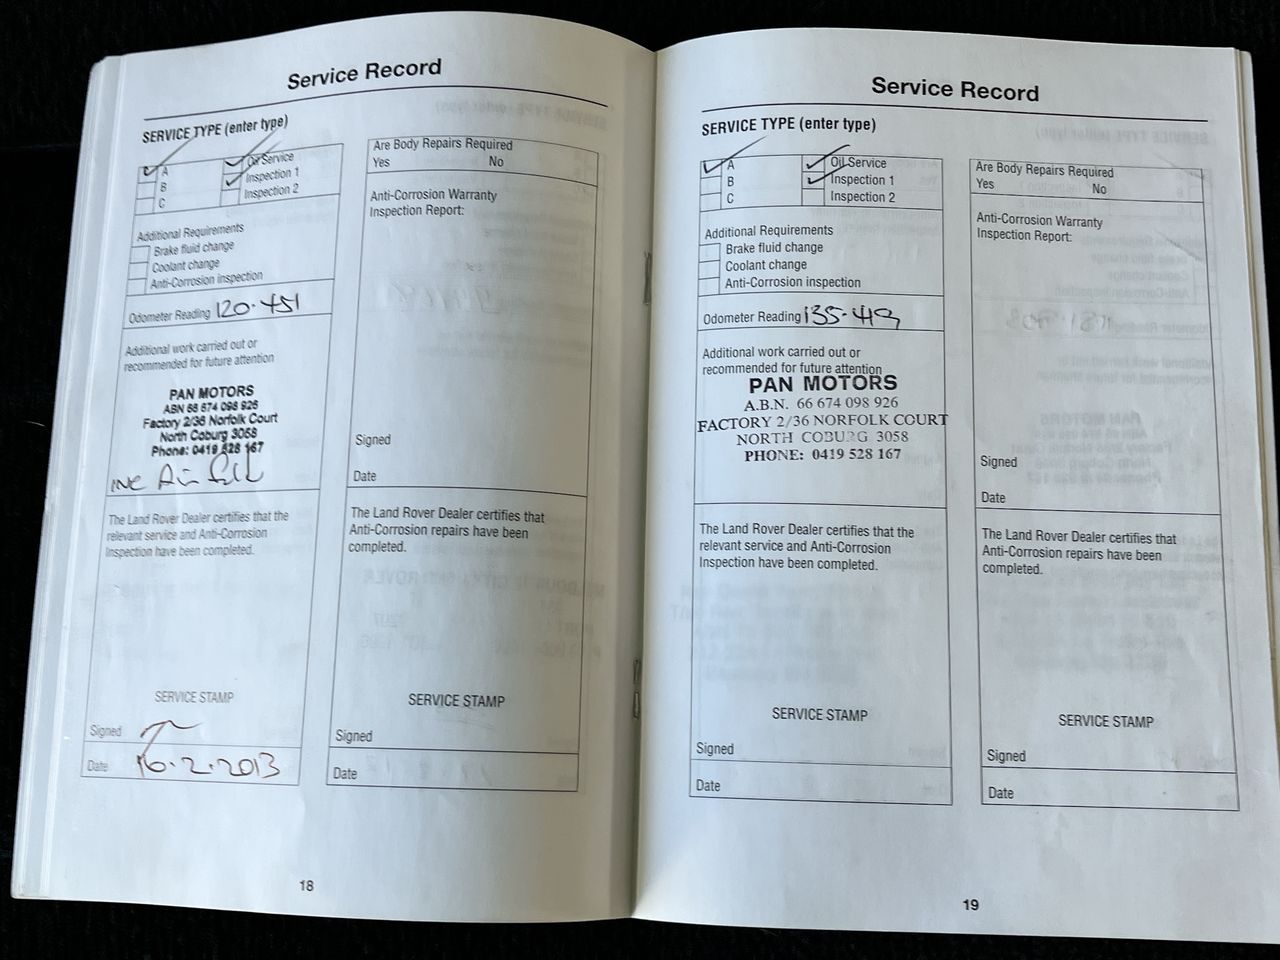 Service Record
SERVICE TYPE (enter type)
A
B
C
Oil Service
Inspection 1
Inspection 2
Additional Requirements
Brake fluid change
Coolant change
Anti-Corrosion inspection
Odometer Reading 120·451
Additional work carried out or
recommended for future attention
PAN MOTORS
ABN 66 674 098 926
Factory 2/36 Norfolk Court
North Coburg 3058
Phone: 0419 528 167
The Land Rover Dealer certifies that the
relevant service and Anti-Corrosion
Inspection have been completed.
SERVICE STAMP
Signed
Date 16·2·2013
Are Body Repairs Required
Yes No
Anti-Corrosion Warranty
Inspection Report:
Signed
Date
The Land Rover Dealer certifies that
Anti-Corrosion repairs have been
completed.
SERVICE STAMP
Signed
Date
18
Service Record
SERVICE TYPE (enter type)
A
B
C
Oil Service
Inspection 1
Inspection 2
Additional Requirements
Brake fluid change
Coolant change
Anti-Corrosion inspection
Odometer Reading
Additional work carried out or
recommended for future attention
PAN MOTORS
A.B.N. 66 674 098 926
FACTORY 2/36 NORFOLK COURT
NORTH COBURG 3058
PHONE: 0419 528 167
The Land Rover Dealer certifies that the
relevant service and Anti-Corrosion
Inspection have been completed.
SERVICE STAMP
Signed
Date
Are Body Repairs Required
Yes No
Anti-Corrosion Warranty
Inspection Report:
Signed
Date
The Land Rover Dealer certifies that
Anti-Corrosion repairs have been
completed.
SERVICE STAMP
Signed
Date
19